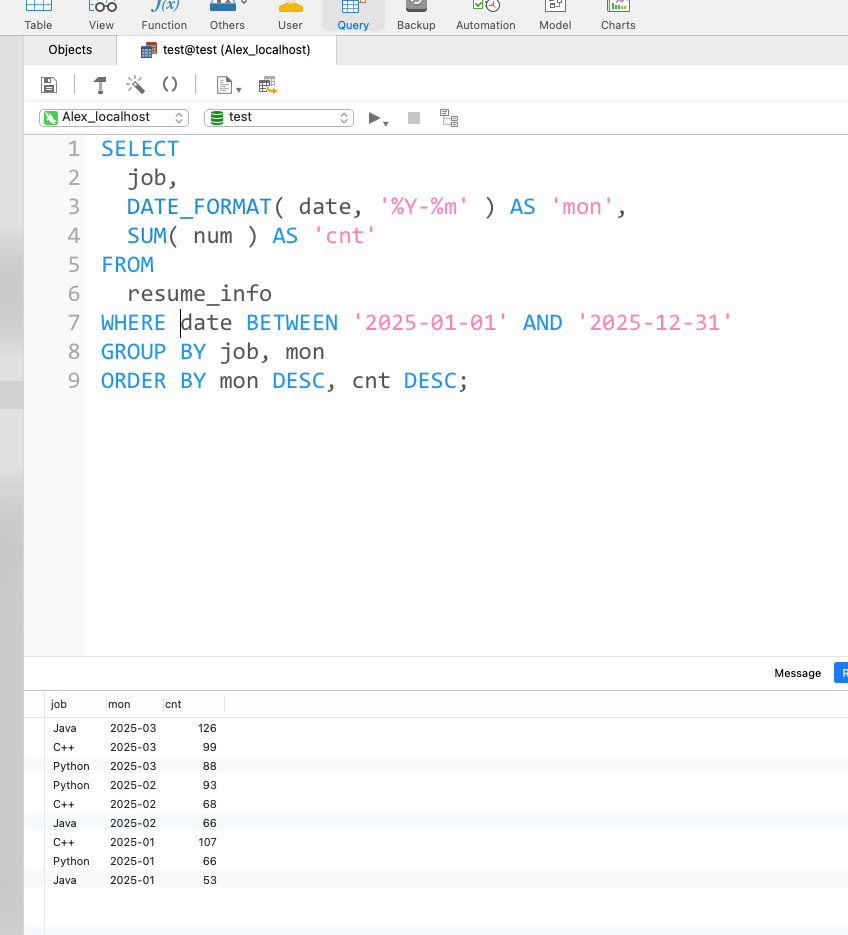 Table View Function Others User Query Backup Automation Model Charts
Objects test@test (Alex_localhost)
Alex_localhost test
1 SELECT
2 job,
3 DATE_FORMAT( date, '%Y-%m' ) AS 'mon',
4 SUM( num ) AS 'cnt'
5 FROM
6 resume_info
7 WHERE date BETWEEN '2025-01-01' AND '2025-12-31'
8 GROUP BY job, mon
9 ORDER BY mon DESC, cnt DESC;
Message
job mon cnt
Java 2025-03 126
C++ 2025-03 99
Python 2025-03 88
Python 2025-02 93
C++ 2025-02 68
Java 2025-02 66
C++ 2025-01 107
Python 2025-01 66
Java 2025-01 53